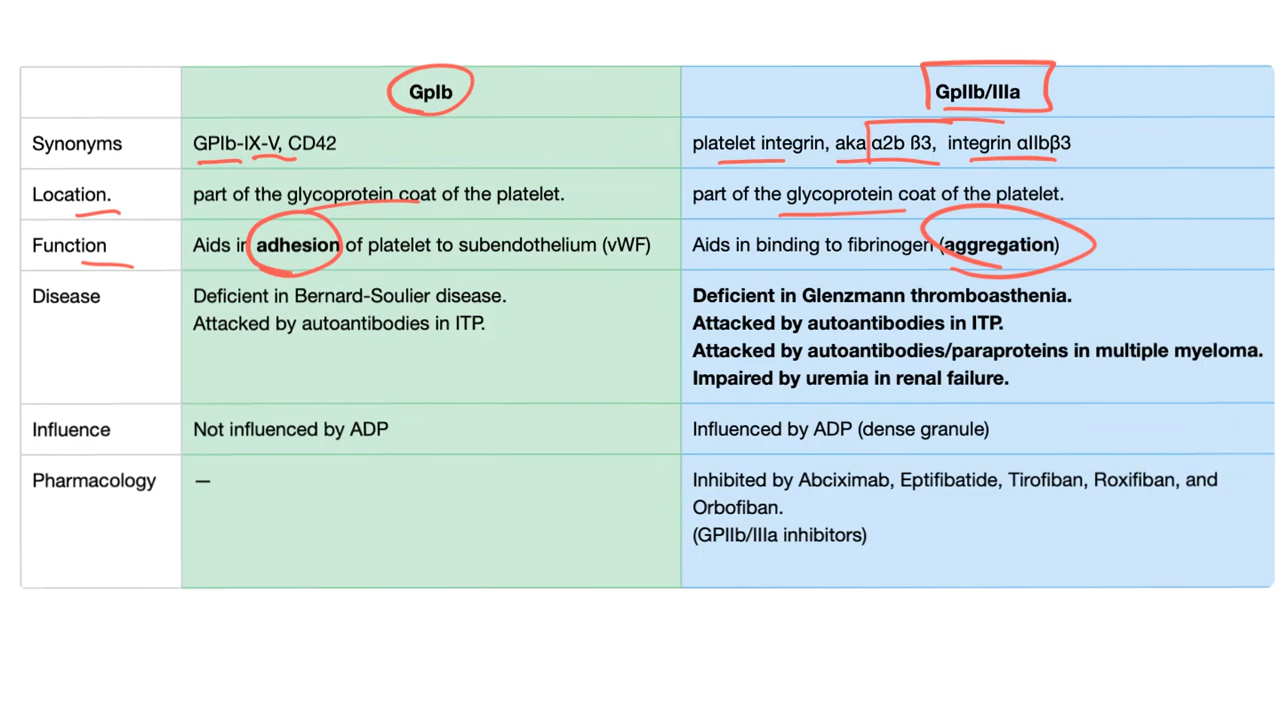 GpIb GpIIb/IIIa
Synonyms GPIb-IX-V, CD42 platelet integrin, aka α2b ß3, integrin αIIbβ3
Location. part of the glycoprotein coat of the platelet. part of the glycoprotein coat of the platelet.
Function Aids in adhesion of platelet to subendothelium (vWF) Aids in binding to fibrinogen (aggregation)
Disease Deficient in Bernard-Soulier disease. Deficient in Glenzmann thromboasthenia.
Attacked by autoantibodies in ITP. Attacked by autoantibodies in ITP.
Attacked by autoantibodies/paraproteins in multiple myeloma.
Impaired by uremia in renal failure.
Influence Not influenced by ADP Influenced by ADP (dense granule)
Pharmacology — Inhibited by Abciximab, Eptifibatide, Tirofiban, Roxifiban, and
Orbofiban.
(GPIIb/IIIa inhibitors)